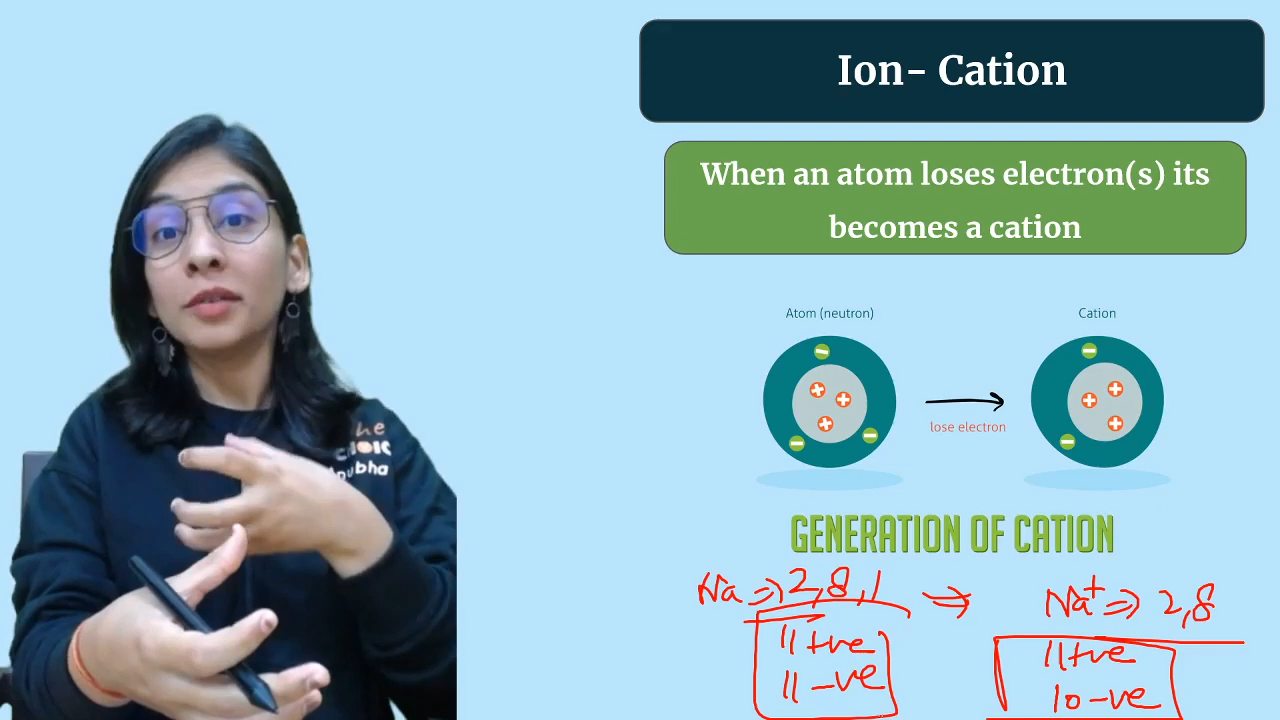 Ion- Cation
When an atom loses electron(s) its
becomes a cation
Atom (neutron)
Cation
lose electron
GENERATION OF CATION
Na => 2,8,1 => Na⁺ => 2,8
11 +ve
11 -ve
11 +ve
10 -ve
CHOIC